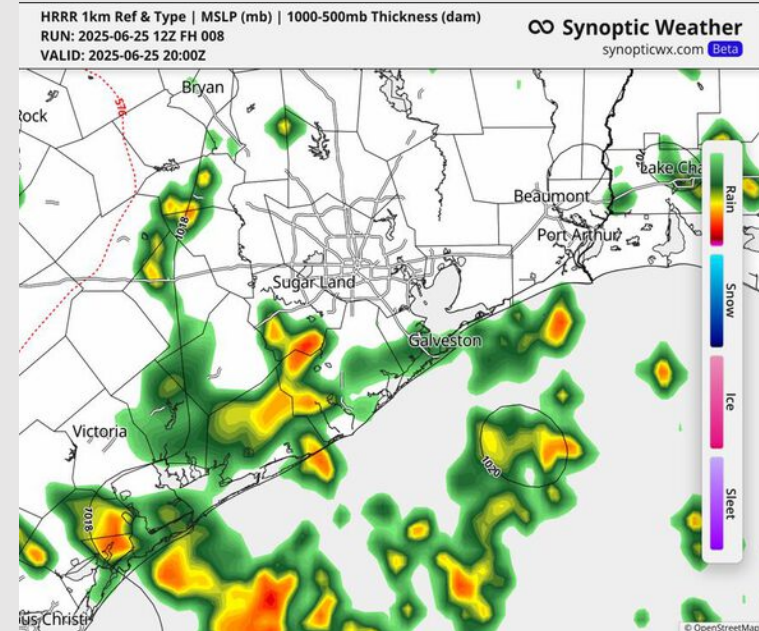 HRRR 1km Ref & Type | MSLP (mb) | 1000-500mb Thickness (dam)
RUN: 2025-06-25 12Z FH 008
VALID: 2025-06-25 20:00Z
Synoptic Weather
synopticwx.com Beta
Bryan
576
Rock
Lake Cha
Rain
Beaumont
1018
Port Arthur
Sugar Land
Snow
Galveston
Ice
Victoria
1020
Sleet
1018
us Christi
© OpenStreetMap